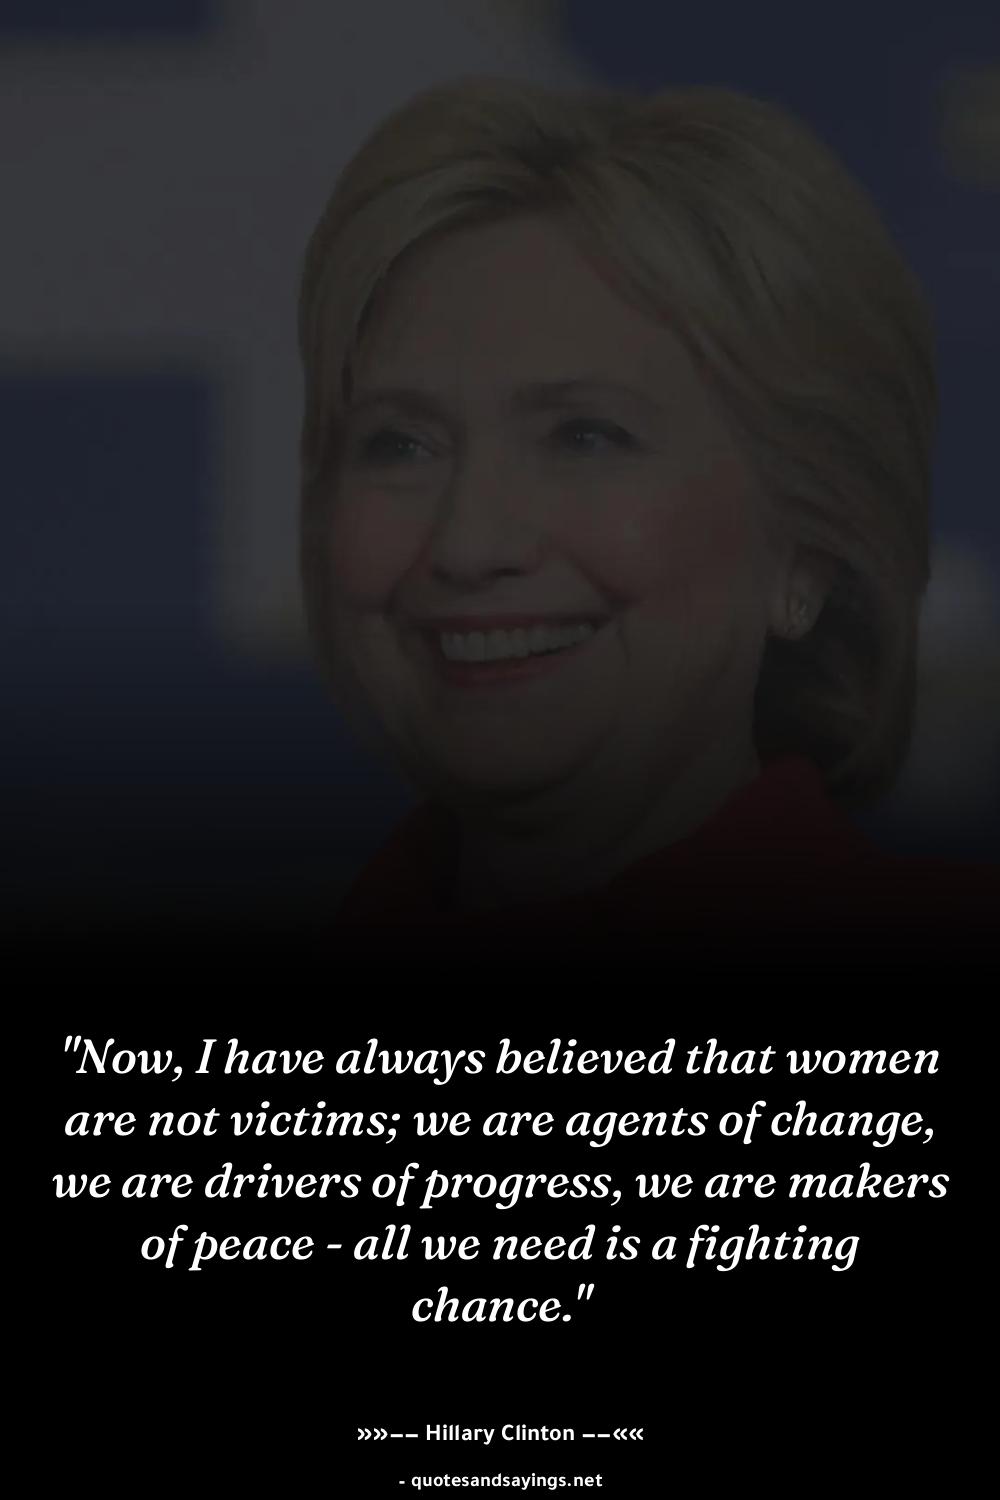 "Now, I have always believed that women
are not victims; we are agents of change,
we are drivers of progress, we are makers
of peace - all we need is a fighting
chance."
»»–– Hillary Clinton ––««
- quotesandsayings.net